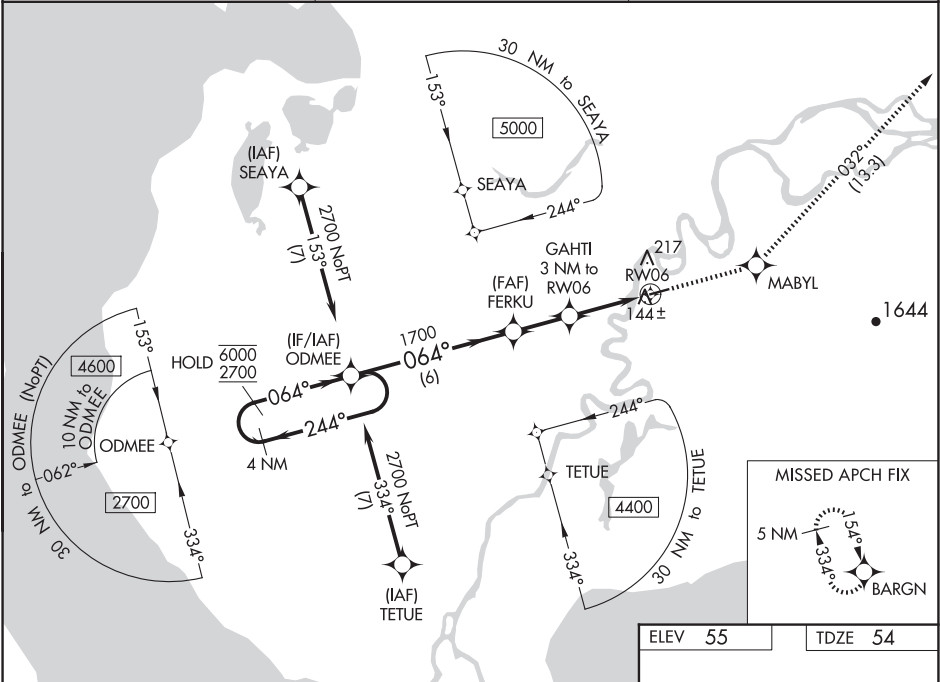 30 NM to SEAYA
153°
5000
SEAYA
244°
(IAF)
SEAYA
2700 NoPT
153°
(7)
032°
(13.3)
GAHTI
3 NM to
RW06
217
RW06
144±
MABYL
1644
(FAF)
FERKU
(IF/IAF)
ODMEE
1700
064°
(6)
HOLD
6000
2700
064°
244°
4 NM
30 NM to ODMEE (NoPT)
153°
4600
10 NM to
ODMEE
ODMEE
062°
2700
334°
2700 NoPT
334°
(7)
(IAF)
TETUE
244°
TETUE
4400
334°
30 NM to TETUE
MISSED APCH FIX
5 NM
154°
334°
BARGN
ELEV 55
TDZE 54